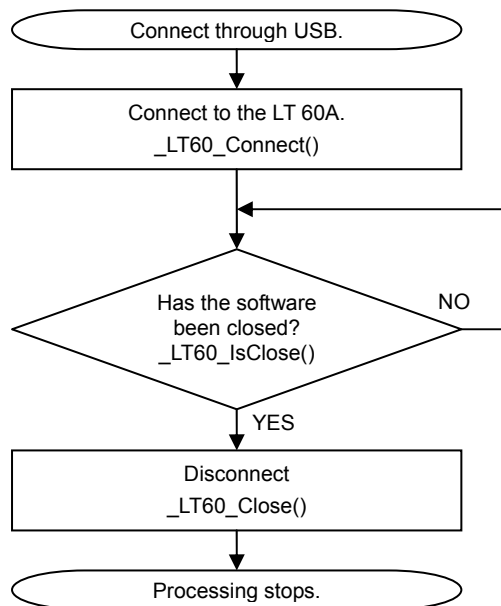 Connect through USB.
Connect to the LT 60A.
_LT60_Connect()
Has the software
been closed?
_LT60_IsClose()
NO
YES
Disconnect
_LT60_Close()
Processing stops.